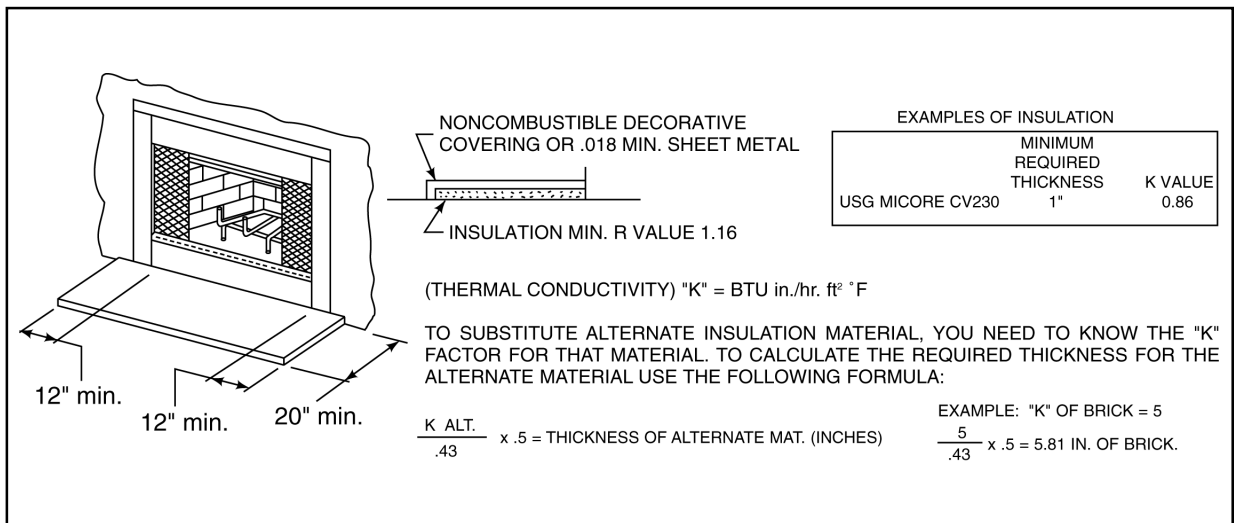 NONCOMBUSTIBLE DECORATIVE
COVERING OR .018 MIN. SHEET METAL
INSULATION MIN. R VALUE 1.16
EXAMPLES OF INSULATION
MINIMUM
REQUIRED
THICKNESS K VALUE
USG MICORE CV230 1" 0.86
(THERMAL CONDUCTIVITY) "K" = BTU in./hr. ft² °F
TO SUBSTITUTE ALTERNATE INSULATION MATERIAL, YOU NEED TO KNOW THE "K"
FACTOR FOR THAT MATERIAL. TO CALCULATE THE REQUIRED THICKNESS FOR THE
ALTERNATE MATERIAL USE THE FOLLOWING FORMULA:
12" min.
12" min.
20" min.
K ALT.
.43
x .5 = THICKNESS OF ALTERNATE MAT. (INCHES)
EXAMPLE: "K" OF BRICK = 5
5
.43
x .5 = 5.81 IN. OF BRICK.